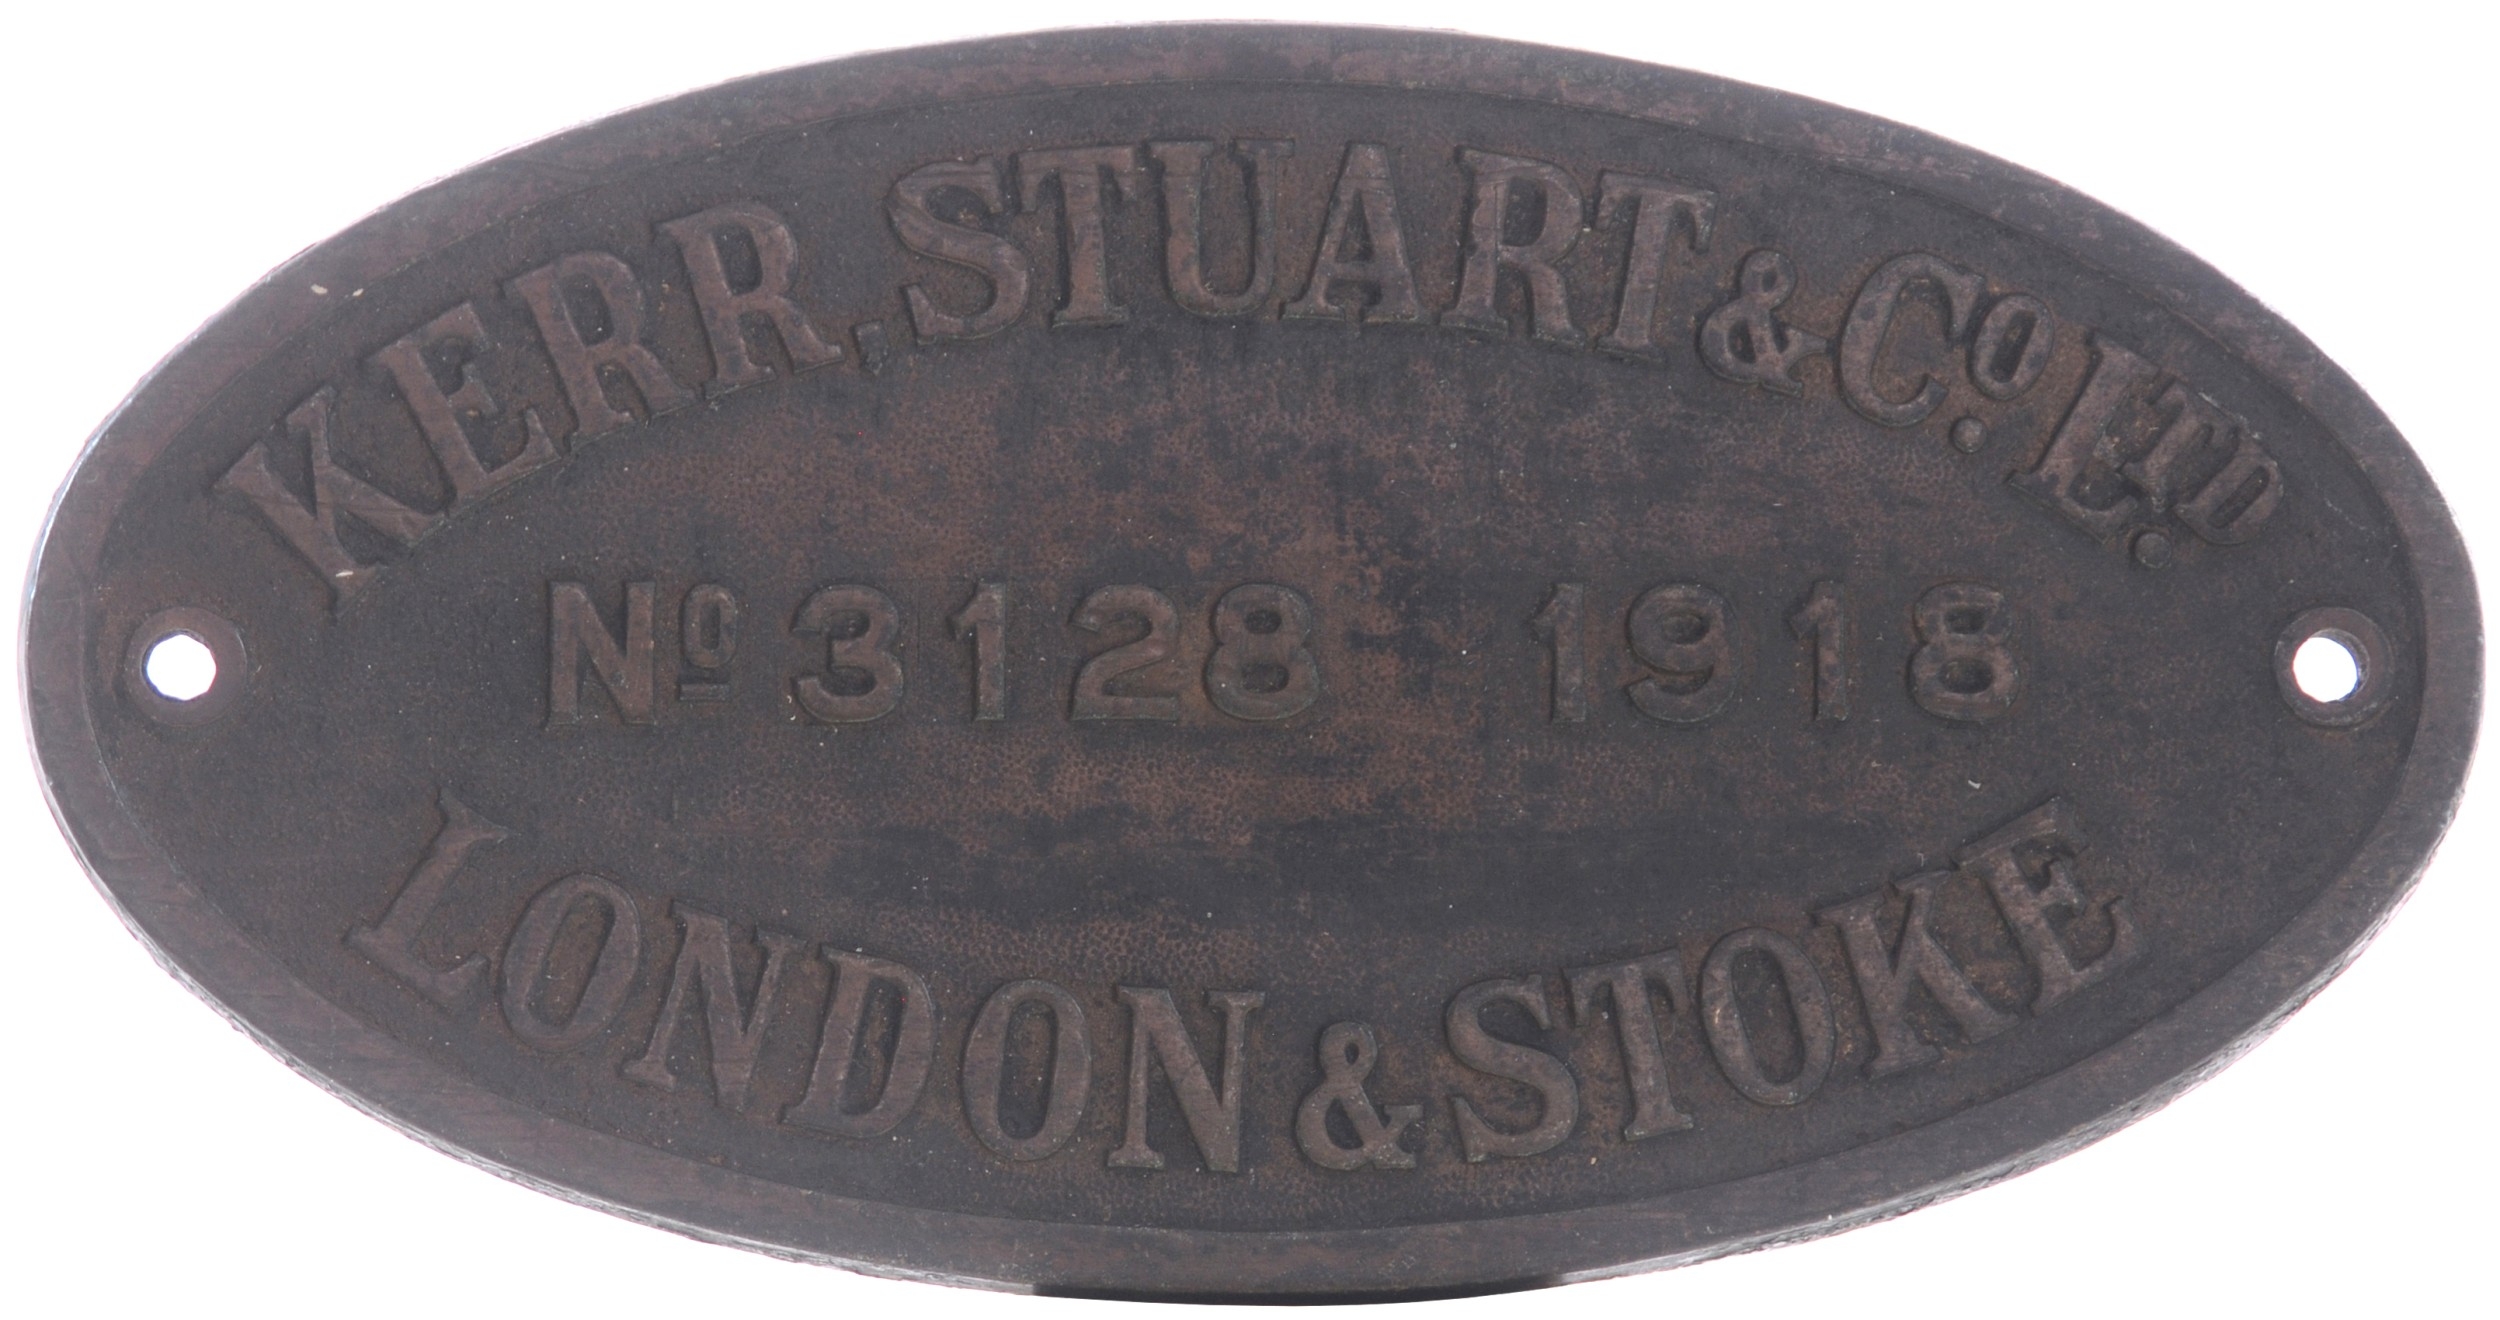 KERR, STUART & Co. LTD.
No 3128 1918
LONDON & STOKE